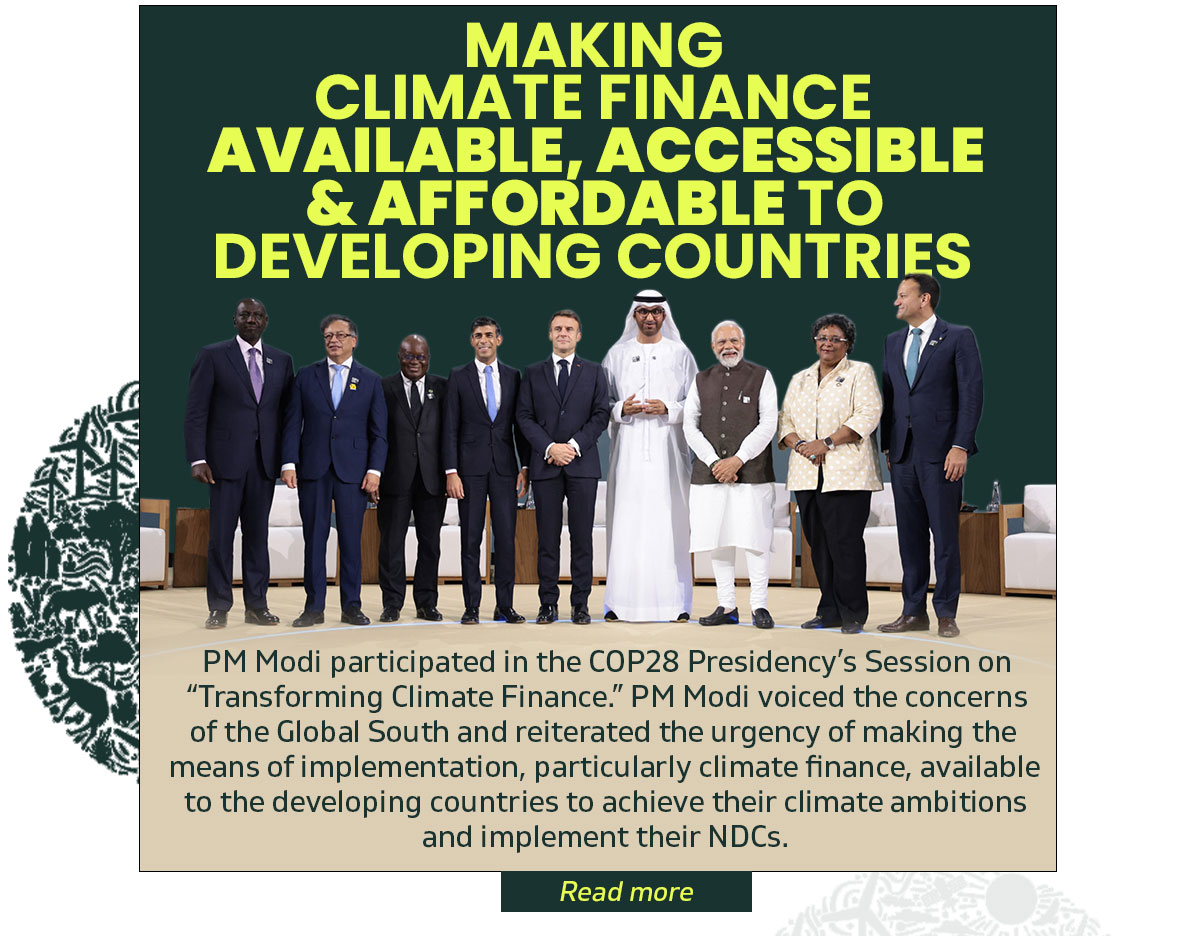 MAKING
CLIMATE FINANCE
AVAILABLE, ACCESSIBLE
& AFFORDABLE TO
DEVELOPING COUNTRIES
PM Modi participated in the COP28 Presidency’s Session on
“Transforming Climate Finance.” PM Modi voiced the concerns
of the Global South and reiterated the urgency of making the
means of implementation, particularly climate finance, available
to the developing countries to achieve their climate ambitions
and implement their NDCs.
Read more